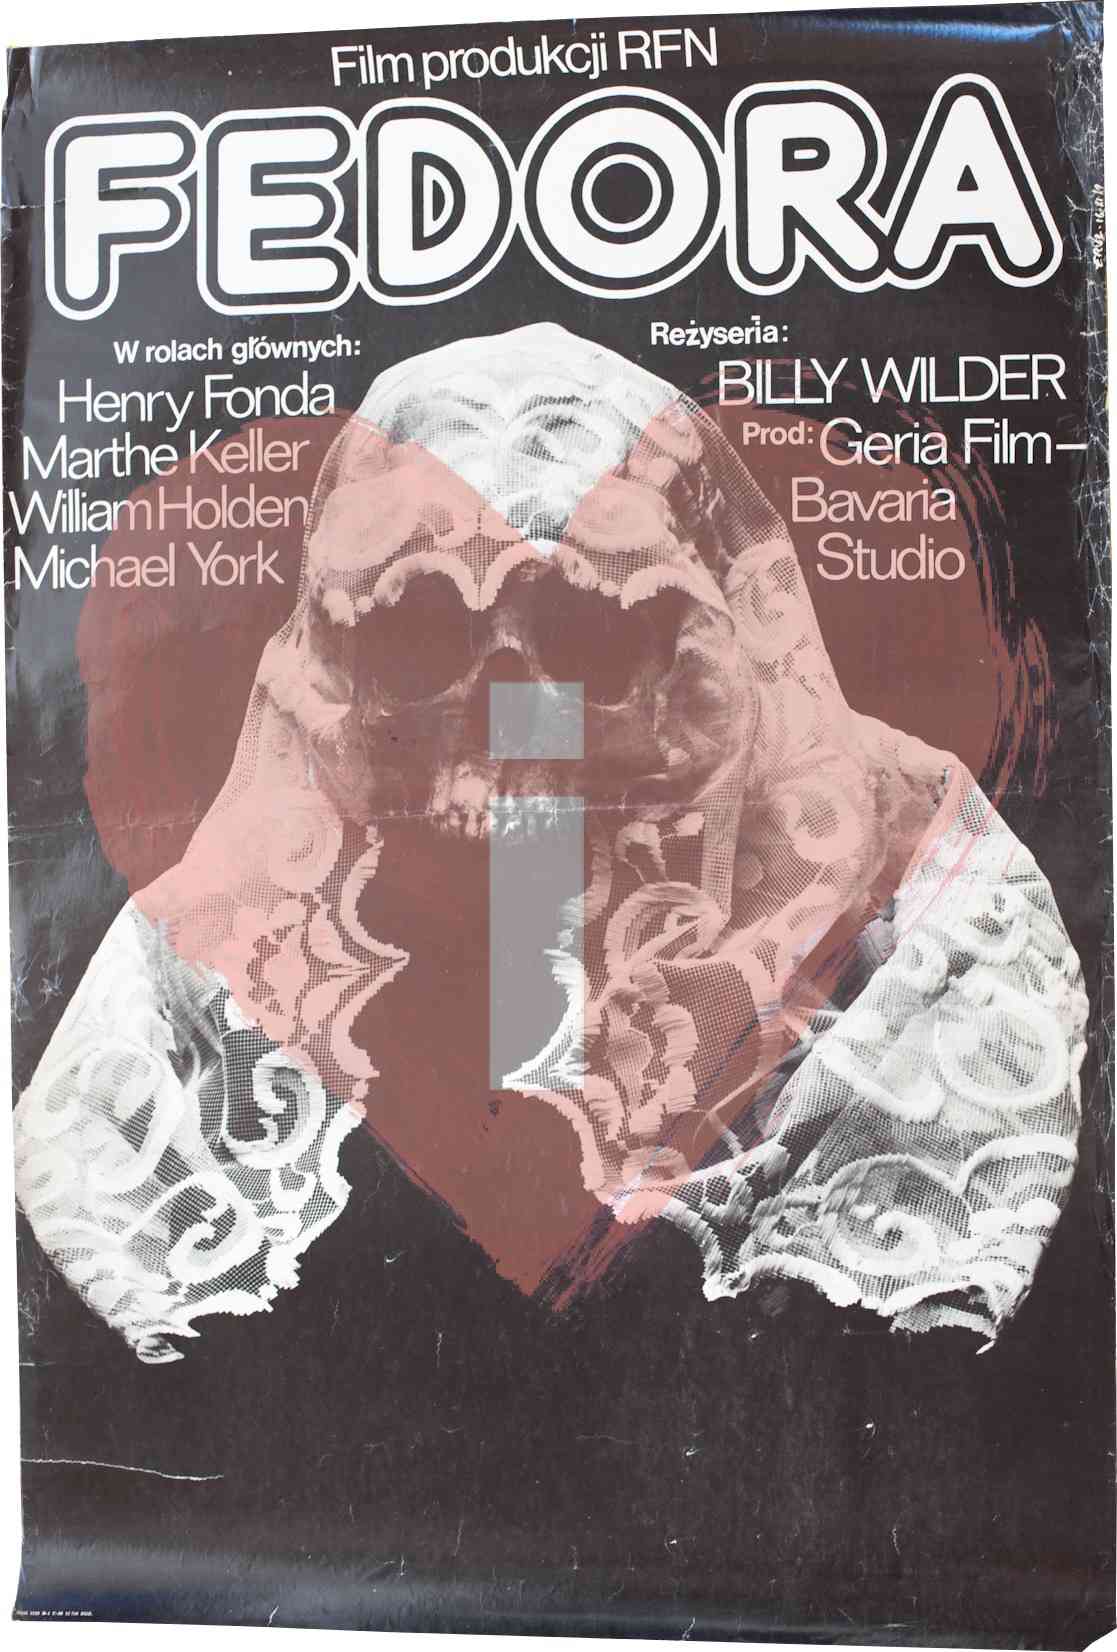 Film produkcji RFN
FEDORA
W rolach głównych:
Henry Fonda
Marthe Keller
William Holden
Michael York
Reżyseria:
BILLY WILDER
Prod: Geria Film-
Bavaria
Studio
i